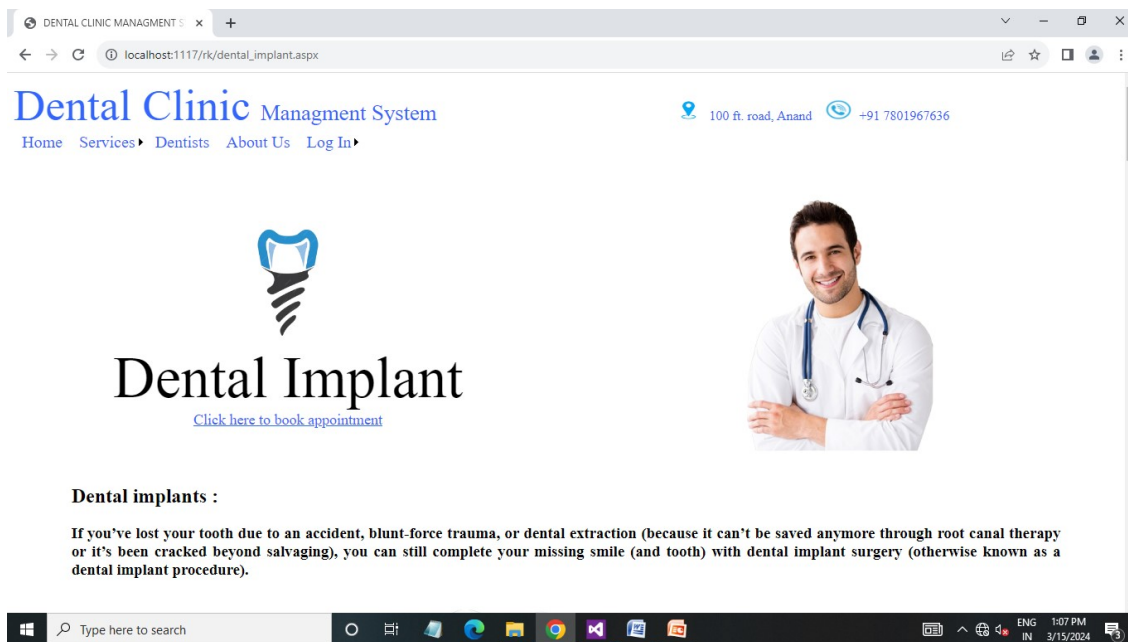 DENTAL CLINIC MANAGMENT S
localhost:1117/rk/dental_implant.aspx
Dental Clinic Managment System
100 ft. road, Anand
+91 7801967636
Home Services Dentists About Us Log In
Dental Implant
Click here to book appointment
Dental implants :
If you’ve lost your tooth due to an accident, blunt-force trauma, or dental extraction (because it can’t be saved anymore through root canal therapy
or it’s been cracked beyond salvaging), you can still complete your missing smile (and tooth) with dental implant surgery (otherwise known as a
dental implant procedure).
Type here to search
ENG 1:07 PM
IN 3/15/2024
3